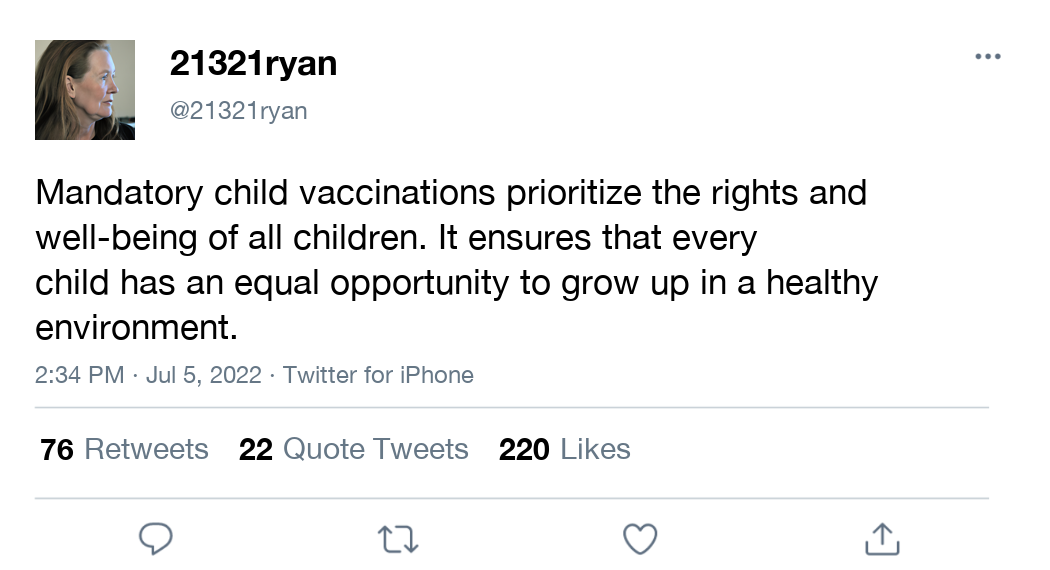 21321ryan
@21321ryan
Mandatory child vaccinations prioritize the rights and
well-being of all children. It ensures that every
child has an equal opportunity to grow up in a healthy
environment.
2:34 PM · Jul 5, 2022 · Twitter for iPhone
76 Retweets 22 Quote Tweets 220 Likes